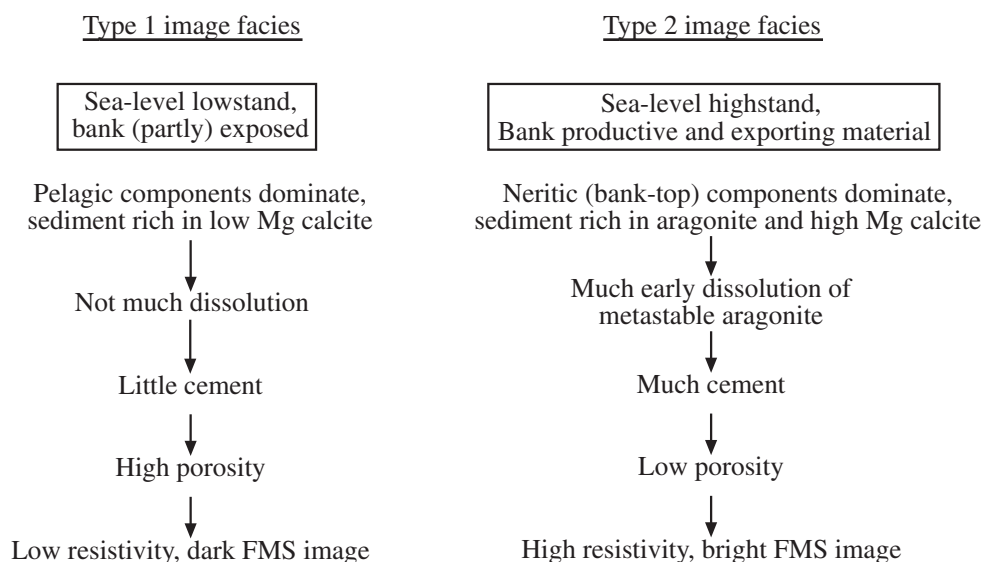 Type 1 image facies
Sea-level lowstand,
bank (partly) exposed
Pelagic components dominate,
sediment rich in low Mg calcite
Not much dissolution
Little cement
High porosity
Low resistivity, dark FMS image
Type 2 image facies
Sea-level highstand,
Bank productive and exporting material
Neritic (bank-top) components dominate,
sediment rich in aragonite and high Mg calcite
Much early dissolution of
metastable aragonite
Much cement
Low porosity
High resistivity, bright FMS image